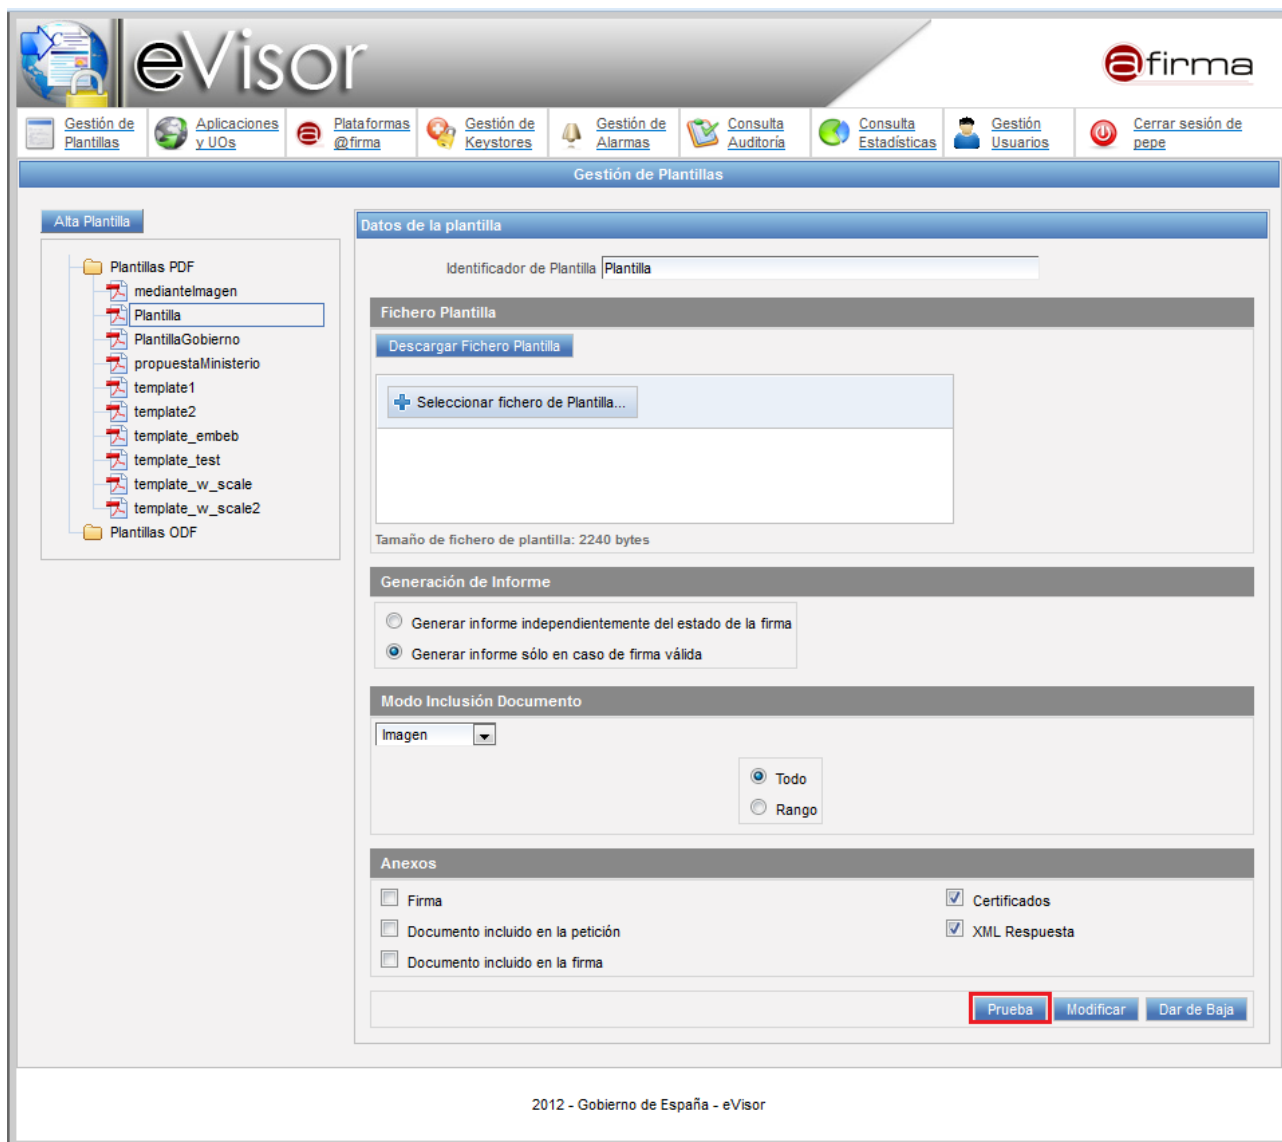 eVisor
@firma
Gestión de Plantillas
Aplicaciones y UOs
Plataformas @firma
Gestión de Keystores
Gestión de Alarmas
Consulta Auditoría
Consulta Estadísticas
Gestión Usuarios
Cerrar sesión de pepe
Gestión de Plantillas
Alta Plantilla
Plantillas PDF
medianteImagen
Plantilla
PlantillaGobierno
propuestaMinisterio
template1
template2
template_embeb
template_test
template_w_scale
template_w_scale2
Plantillas ODF
Datos de la plantilla
Identificador de Plantilla Plantilla
Fichero Plantilla
Descargar Fichero Plantilla
Seleccionar fichero de Plantilla...
Tamaño de fichero de plantilla: 2240 bytes
Generación de Informe
Generar informe independientemente del estado de la firma
Generar informe sólo en caso de firma válida
Modo Inclusión Documento
Imagen
Todo
Rango
Anexos
Firma
Certificados
Documento incluido en la petición
XML Respuesta
Documento incluido en la firma
Prueba
Modificar
Dar de Baja
2012 - Gobierno de España - eVisor